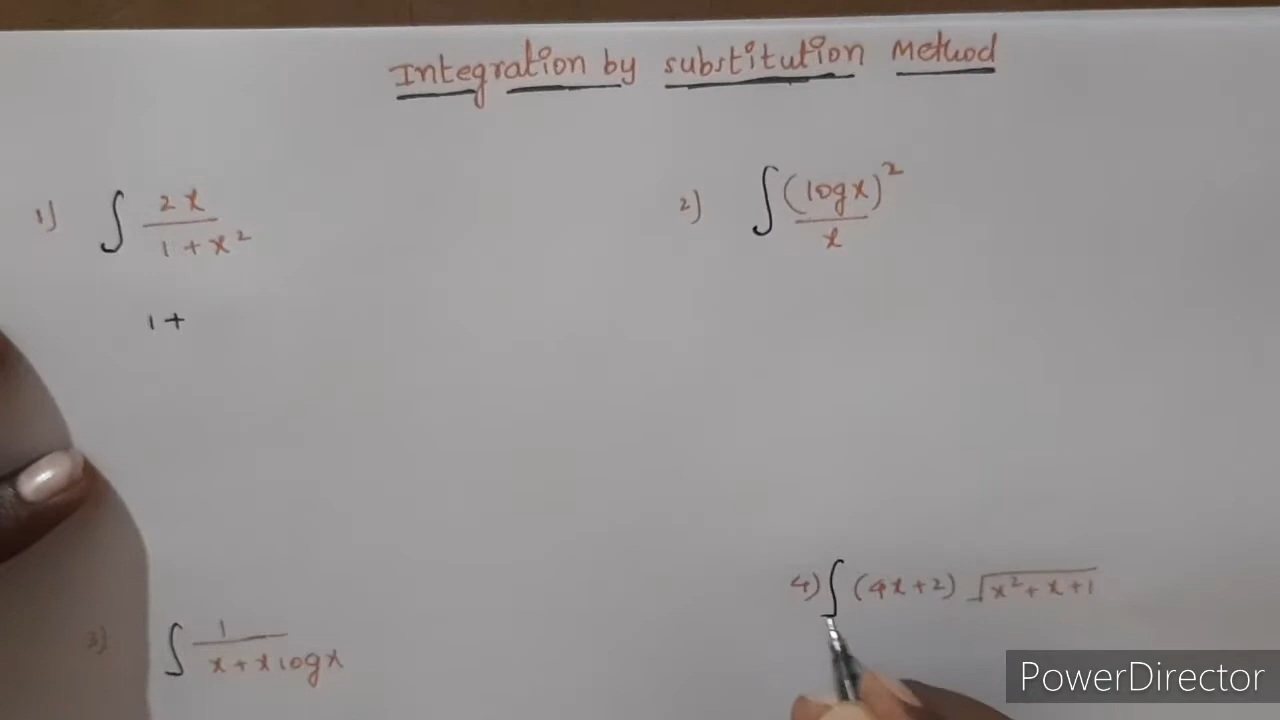 Integration by substitution Method
1) ∫ 2x / 1+x²
2) ∫ (log x)² / x
1+
3) ∫ 1 / x+x log x
4) ∫ (4x+2) √x²+x+1
PowerDirector